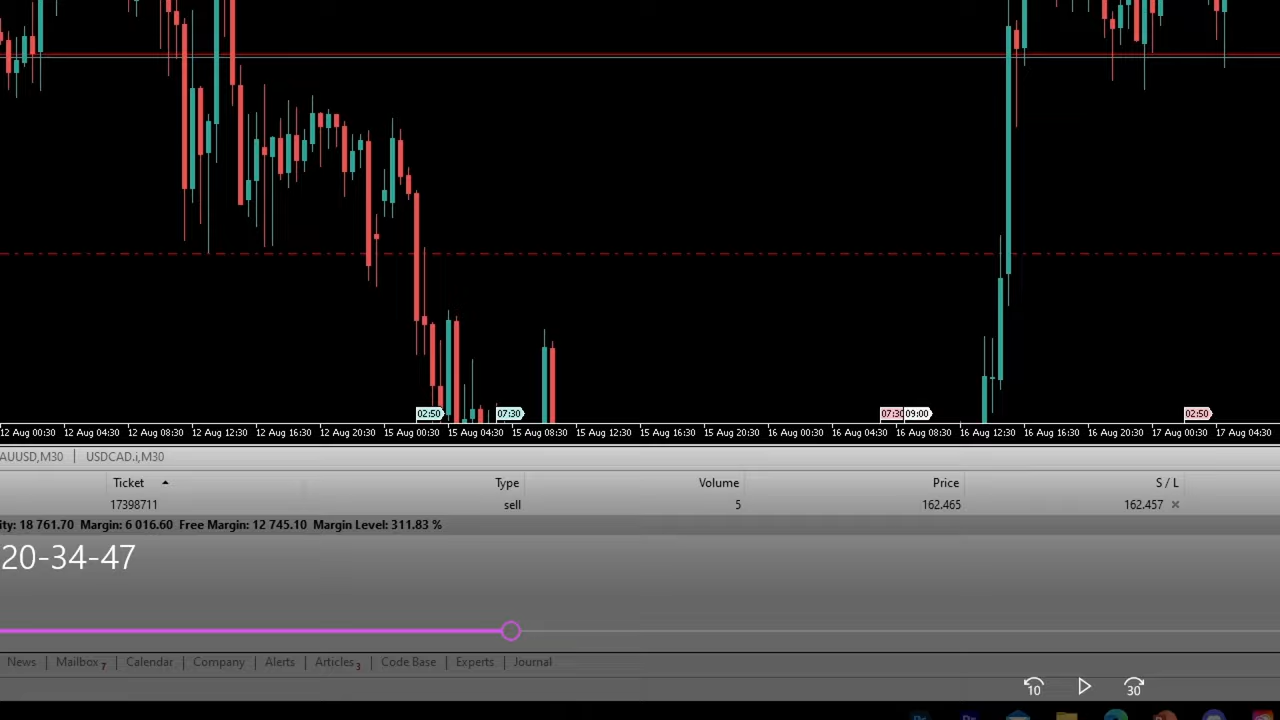 02:50 07:30 07:30 09:00 02:50
12 Aug 00:30 12 Aug 04:30 12 Aug 08:30 12 Aug 12:30 12 Aug 16:30 12 Aug 20:30 15 Aug 00:30 15 Aug 04:30 15 Aug 08:30 15 Aug 12:30 15 Aug 16:30 15 Aug 20:30 16 Aug 00:30 16 Aug 04:30 16 Aug 08:30 16 Aug 12:30 16 Aug 16:30 16 Aug 20:30 17 Aug 00:30 17 Aug 04:30
AUUSD,M30 | USDCAD.i,M30
Ticket Type Volume Price S / L
17398711 sell 5 162.465 162.457 ×
ity: 18 761.70 Margin: 6 016.60 Free Margin: 12 745.10 Margin Level: 311.83 %
20-34-47
News | Mailbox 7 | Calendar | Company | Alerts | Articles 3 | Code Base | Experts | Journal
10 30